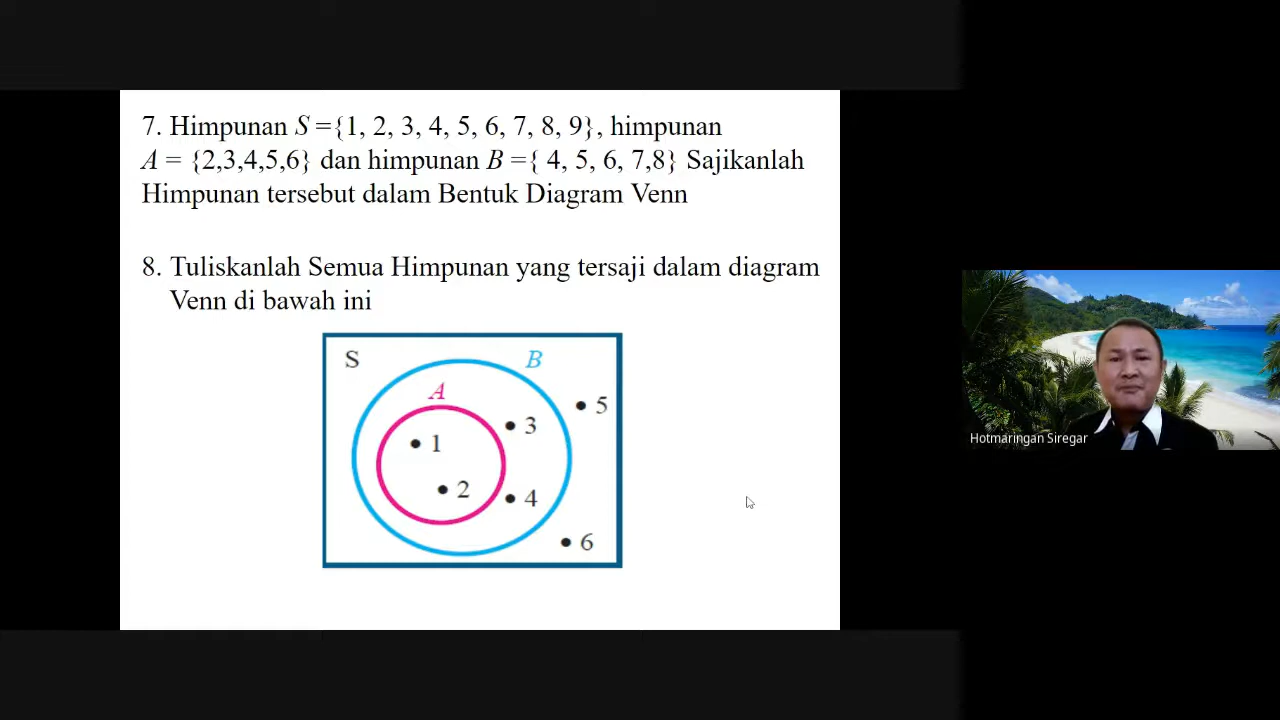 7. Himpunan S ={1, 2, 3, 4, 5, 6, 7, 8, 9}, himpunan
A = {2,3,4,5,6} dan himpunan B ={ 4, 5, 6, 7,8} Sajikanlah
Himpunan tersebut dalam Bentuk Diagram Venn
8. Tuliskanlah Semua Himpunan yang tersaji dalam diagram
Venn di bawah ini
S
B
A
• 5
• 3
• 1
• 2
• 4
• 6
Hotmaringan Siregar